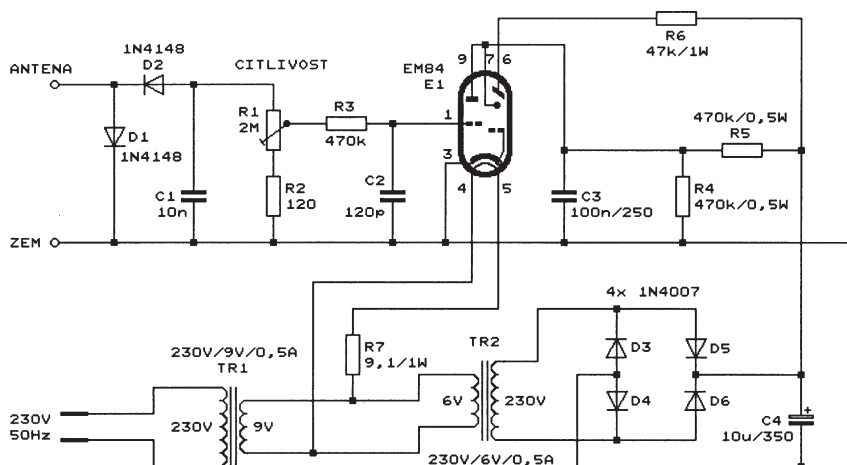 ANTENA
1N4148
D2
CITLIVOST
EM84
E1
9
7
6
R6
47k/1W
D1
1N4148
R1
2M
R3
470k
1
3
4
5
470k/0,5W
R5
C1
10n
R2
120
C2
120p
C3
100n/250
R4
470k/0,5W
ZEM
4x 1N4007
230V/9V/0,5A
TR1
R7
9,1/1W
TR2
D3
D5
D4
D6
230V
50Hz
230V
9V
6V
230V
C4
10u/350
+
230V/6V/0,5A